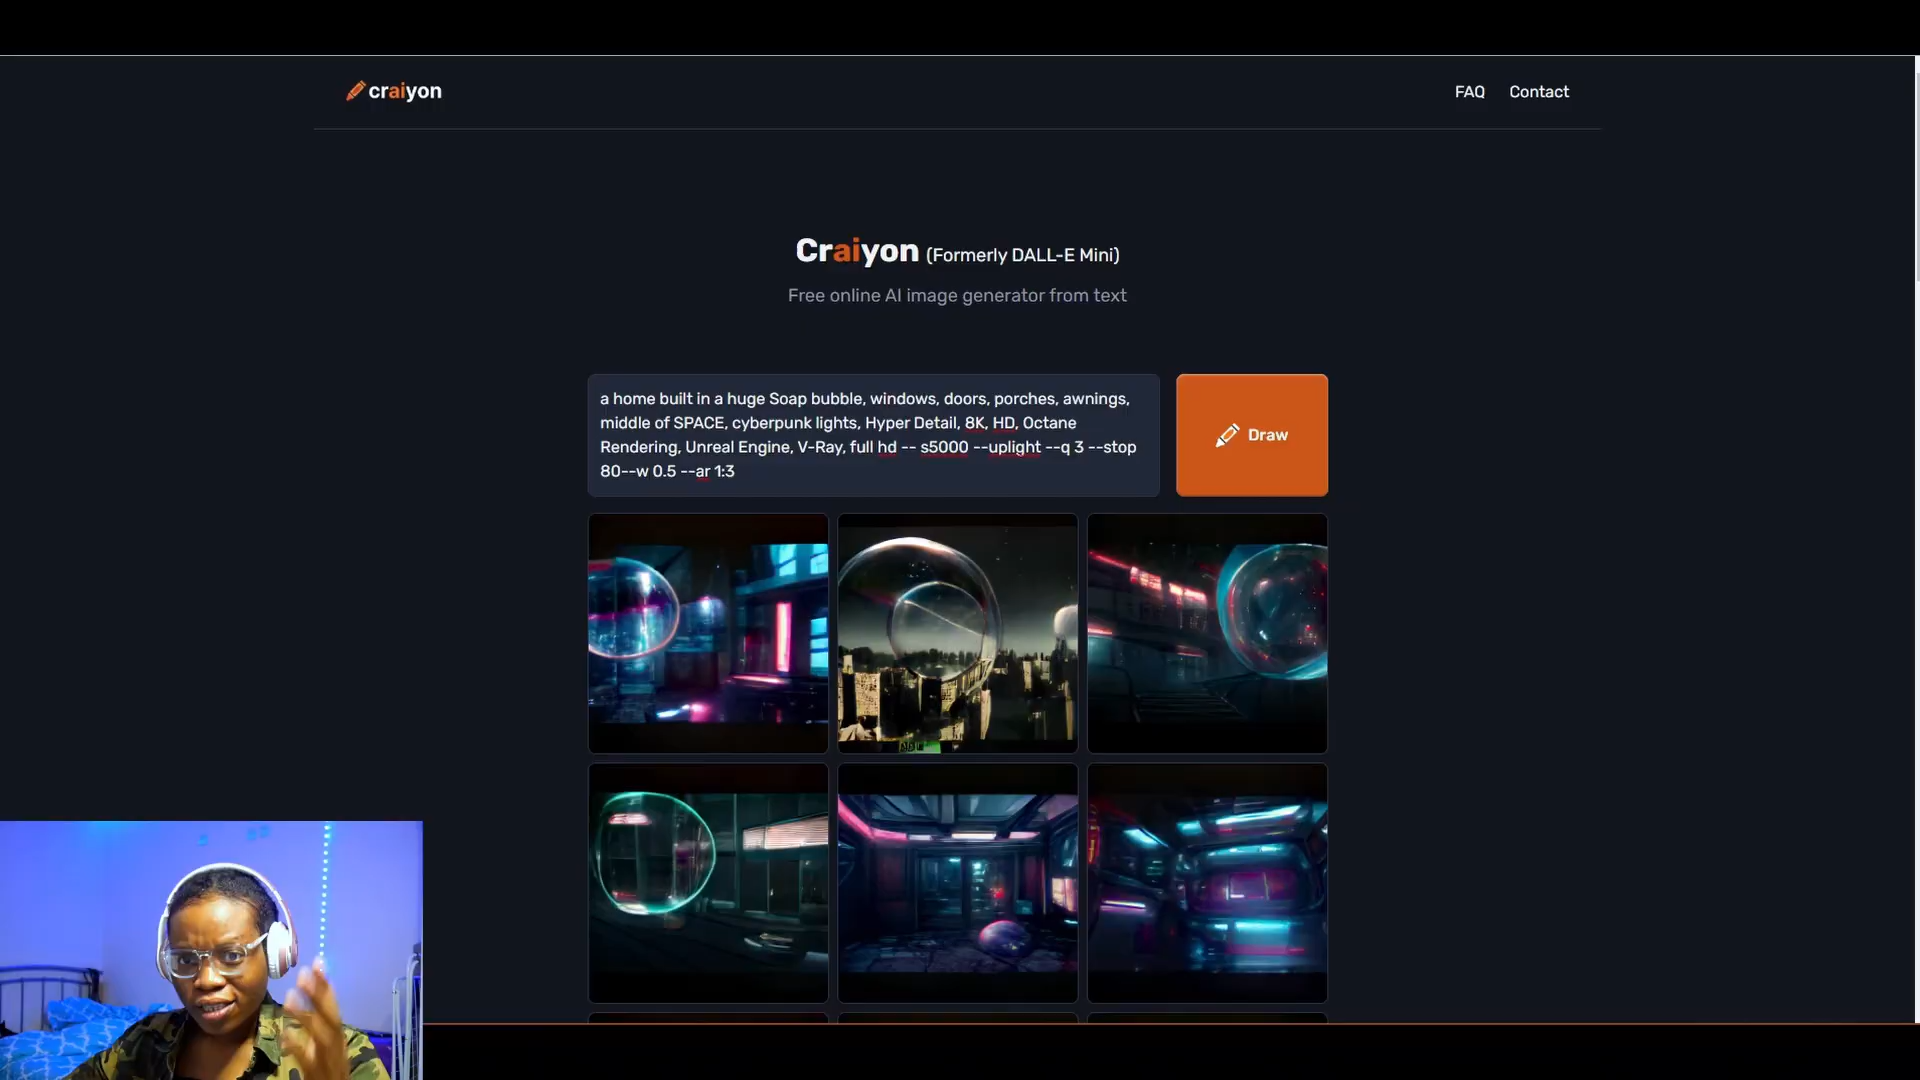 craiyon
FAQ
Contact
Craiyon (Formerly DALL-E Mini)
Free online AI image generator from text
a home built in a huge Soap bubble, windows, doors, porches, awnings,
middle of SPACE, cyberpunk lights, Hyper Detail, 8K, HD, Octane
Rendering, Unreal Engine, V-Ray, full hd -- s5000 --uplight --q 3 --stop
80--w 0.5 --ar 1:3
Draw